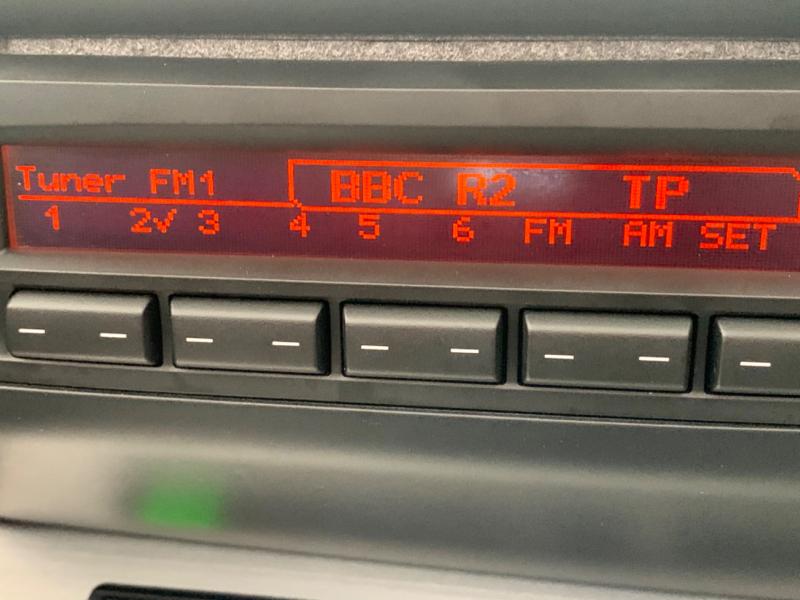 Tuner FM1 BBC R2 TP
1 2✓ 3 4 5 6 FM AM SET